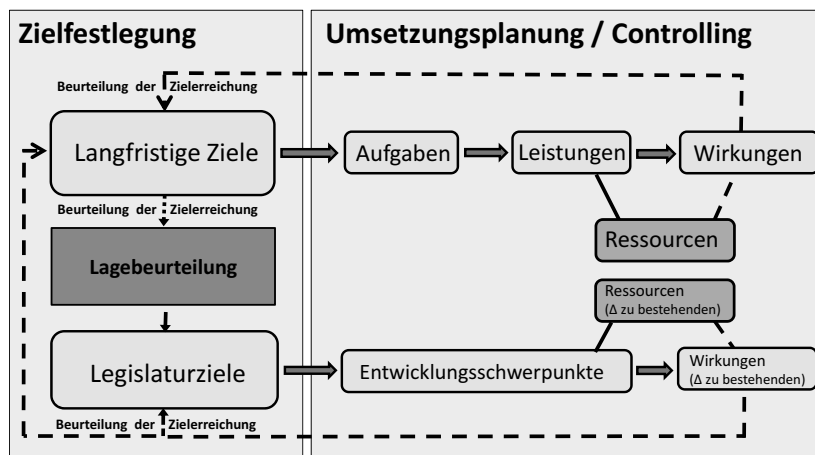 Zielfestlegung
Umsetzungsplanung / Controlling
Beurteilung der Zielerreichung
Langfristige Ziele
Aufgaben
Leistungen
Wirkungen
Beurteilung der Zielerreichung
Ressourcen
Lagebeurteilung
Ressourcen
(Δ zu bestehenden)
Legislaturziele
Entwicklungsschwerpunkte
Wirkungen
(Δ zu bestehenden)
Beurteilung der Zielerreichung